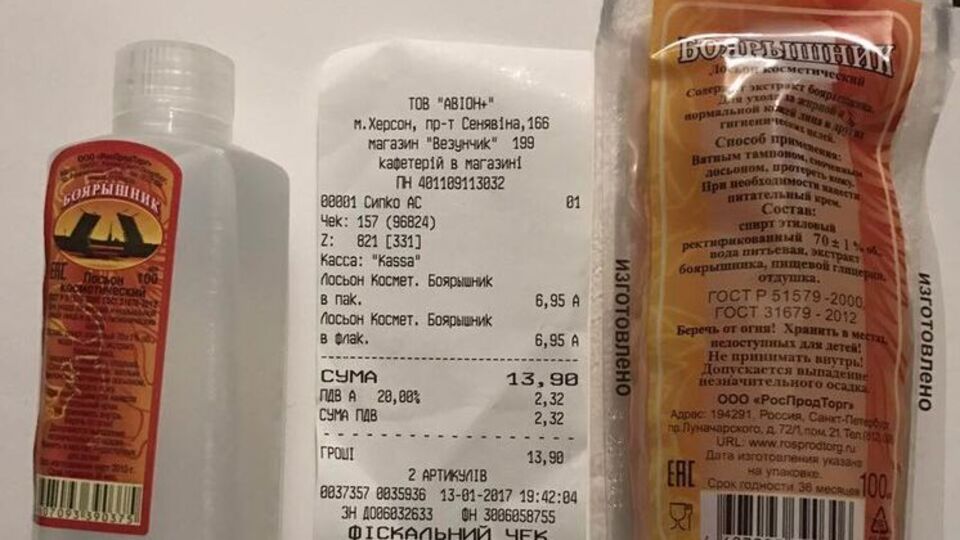 ООО «РосПродТорг»
БОЯРЫШНИК
ЕАС
Лосьон 100
косметический
ТОВ "АВІОН+"
м.Херсон, пр-т Сенявіна,166
магазин "Везунчик" 199
кафетерій в магазині
ПН 401109113032
00001 Сипко АС 01
Чек: 157 (96824)
Z: 821 [331]
Касса: "Kassa"
Лосьон Космет. Боярышник
в пак. 6,95 А
Лосьон Космет. Боярышник
в флак. 6,95 А
СУМА 13,90
ПДВ А 20,00% 2,32
СУМА ПДВ 2,32
ГРОШІ 13,90
2 АРТИКУЛІВ
0037357 0035936 13-01-2017 19:42:04
ЗН ДО06032633 ФН 3006058755
ФІСКАЛЬНИЙ ЧЕК
БОЯРЫШНИК
Лосьон косметический
Содержит экстракт боярышника.
Для ухода за жирной и
нормальной кожей лица и других
гигиенических целей.
Способ применения:
Ватным тампоном, смоченным
лосьоном, протереть кожу.
При необходимости нанести
питательный крем.
Состав:
спирт этиловый
ректификованный 70±1% об.,
вода питьевая, экстракт
боярышника, пищевой глицерин,
отдушка.
ГОСТ Р 51579-2000,
ГОСТ 31679-2012
Беречь от огня! Хранить в местах,
недоступных для детей!
Не принимать внутрь!
Допускается выпадение
незначительного осадка.
ООО «РосПродТорг»
Адрес: 194291, Россия, Санкт-Петербург,
пр.Луначарского, д.72/1,пом.21, Тел.(812)
URL: www.rosprodtorg.ru
Дата изготовления указано
на упаковке.
ЕАС Срок годности 36 месяцев 100
ИЗГОТОВЛЕНО
ИЗГОТОВЛЕНО